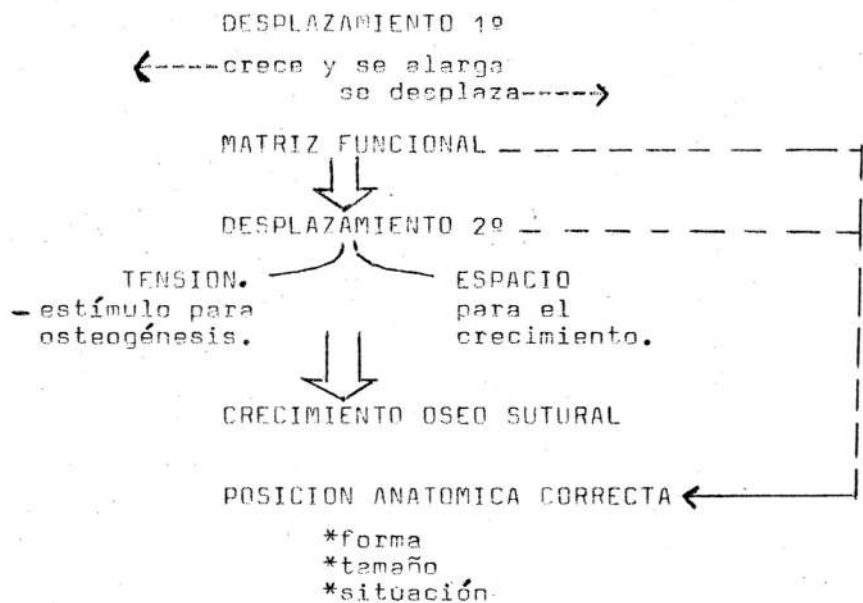 DESPLAZAMIENTO 1º
crece y se alarga
se desplaza
MATRIZ FUNCIONAL
DESPLAZAMIENTO 2º
TENSION.
- estímulo para
osteogénesis.
ESPACIO
para el
crecimiento.
CRECIMIENTO OSEO SUTURAL
POSICION ANATOMICA CORRECTA
*forma
*tamaño
*situación